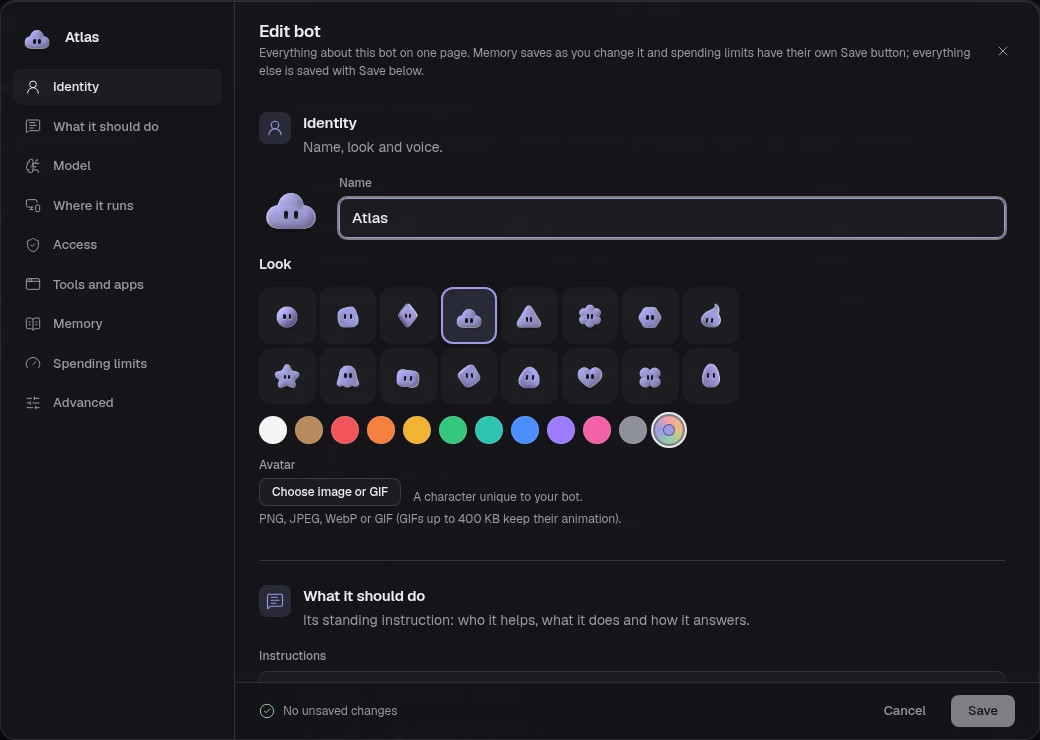 Atlas
Identity
What it should do
Model
Where it runs
Access
Tools and apps
Memory
Spending limits
Advanced
Edit bot
Everything about this bot on one page. Memory saves as you change it and spending limits have their own Save button; everything
else is saved with Save below.
Identity
Name, look and voice.
Name
Atlas
Look
Avatar
Choose image or GIF
A character unique to your bot.
PNG, JPEG, WebP or GIF (GIFs up to 400 KB keep their animation).
What it should do
Its standing instruction: who it helps, what it does and how it answers.
Instructions
No unsaved changes
Cancel
Save